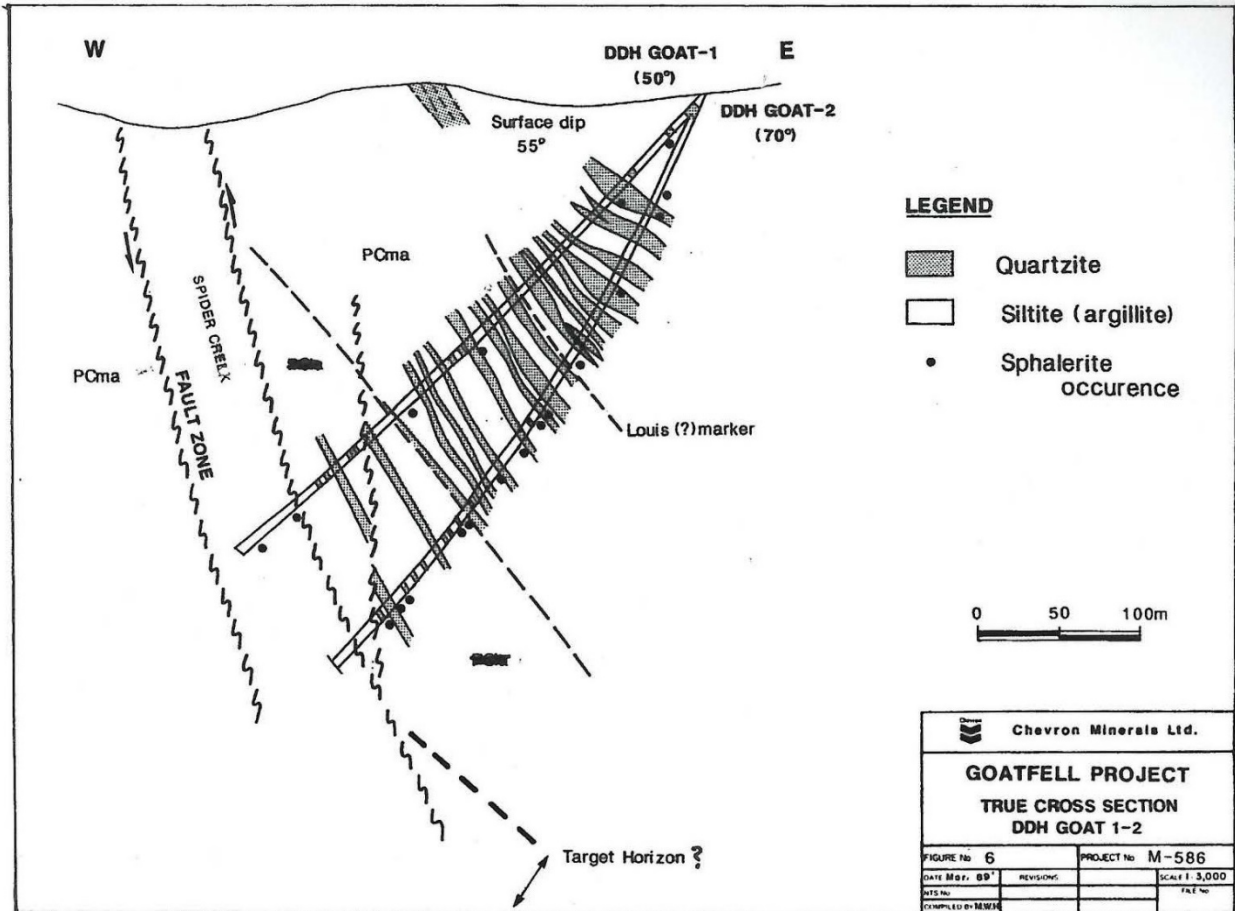 W
DDH GOAT-1
(50°)
E
DDH GOAT-2
(70°)
Surface dip
55°
PCma
SPIDER CREEK
FAULT ZONE
PCma
Louis (?) marker
Target Horizon ?
LEGEND
Quartzite
Siltite (argillite)
Sphalerite
occurence
0 50 100m
Chevron
Chevron Minerals Ltd.
GOATFELL PROJECT
TRUE CROSS SECTION
DDH GOAT 1-2
FIGURE No 6
PROJECT No M-586
DATE Mar. 89'
REVISIONS
SCALE 1:3,000
NTS No
FILE No
COMPILED BY M.W.H